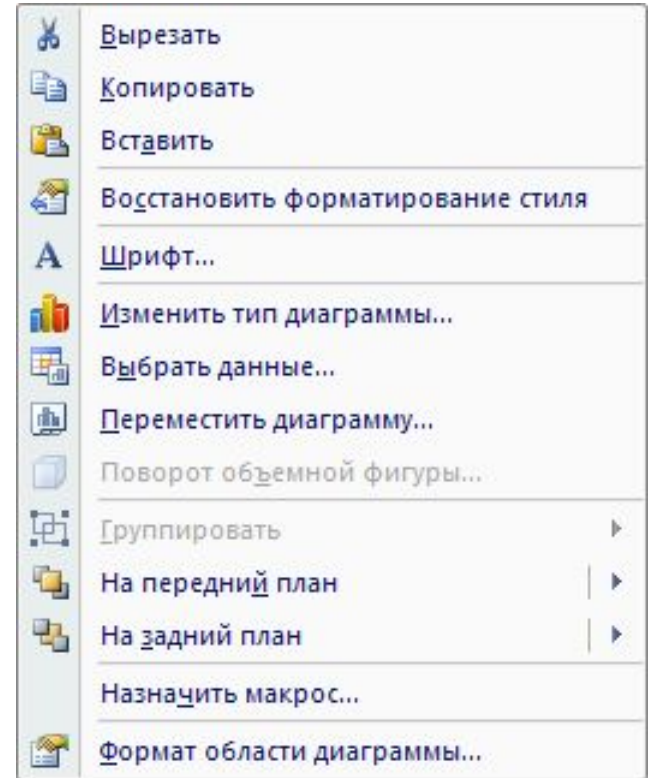 Вырезать
Копировать
Вставить
Восстановить форматирование стиля
Шрифт...
Изменить тип диаграммы...
Выбрать данные...
Переместить диаграмму...
Поворот объемной фигуры...
Группировать
На передний план
На задний план
Назначить макрос...
Формат области диаграммы...